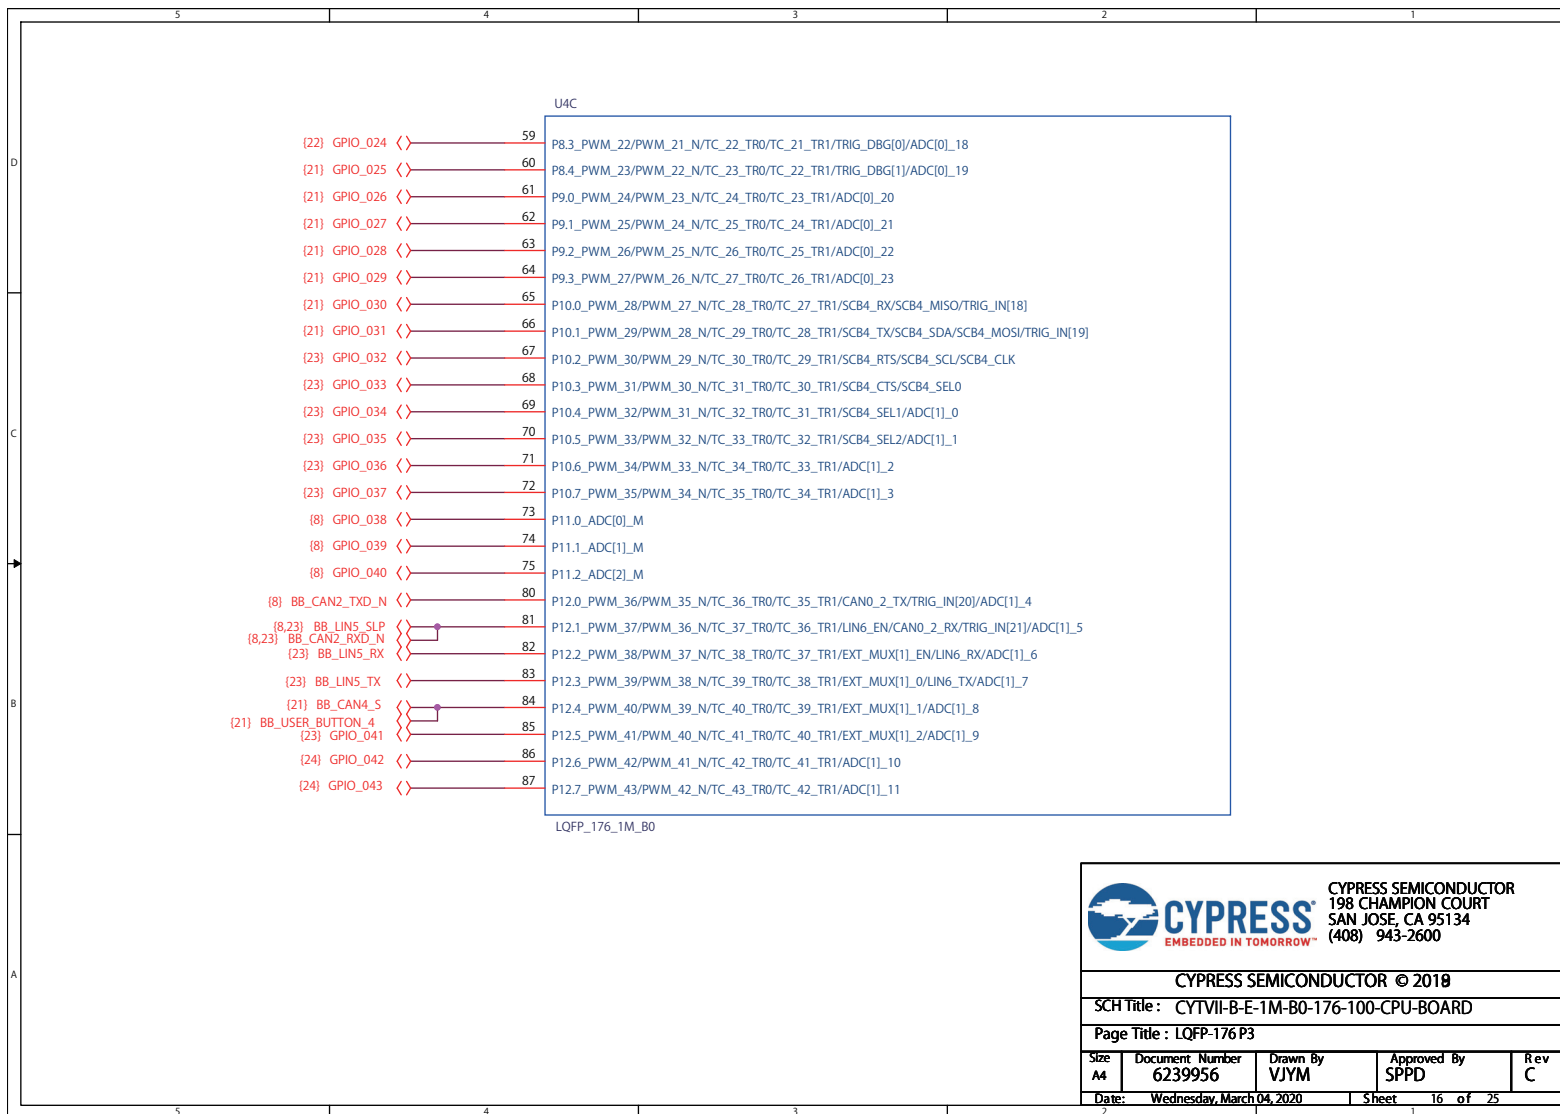 5 4 3 2 1
U4C
{22} GPIO_024 59 P8.3_PWM_22/PWM_21_N/TC_22_TR0/TC_21_TR1/TRIG_DBG[0]/ADC[0]_18
D
{21} GPIO_025 60 P8.4_PWM_23/PWM_22_N/TC_23_TR0/TC_22_TR1/TRIG_DBG[1]/ADC[0]_19
{21} GPIO_026 61 P9.0_PWM_24/PWM_23_N/TC_24_TR0/TC_23_TR1/ADC[0]_20
{21} GPIO_027 62 P9.1_PWM_25/PWM_24_N/TC_25_TR0/TC_24_TR1/ADC[0]_21
{21} GPIO_028 63 P9.2_PWM_26/PWM_25_N/TC_26_TR0/TC_25_TR1/ADC[0]_22
{21} GPIO_029 64 P9.3_PWM_27/PWM_26_N/TC_27_TR0/TC_26_TR1/ADC[0]_23
{21} GPIO_030 65 P10.0_PWM_28/PWM_27_N/TC_28_TR0/TC_27_TR1/SCB4_RX/SCB4_MISO/TRIG_IN[18]
{21} GPIO_031 66 P10.1_PWM_29/PWM_28_N/TC_29_TR0/TC_28_TR1/SCB4_TX/SCB4_SDA/SCB4_MOSI/TRIG_IN[19]
{23} GPIO_032 67 P10.2_PWM_30/PWM_29_N/TC_30_TR0/TC_29_TR1/SCB4_RTS/SCB4_SCL/SCB4_CLK
{23} GPIO_033 68 P10.3_PWM_31/PWM_30_N/TC_31_TR0/TC_30_TR1/SCB4_CTS/SCB4_SEL0
{23} GPIO_034 69 P10.4_PWM_32/PWM_31_N/TC_32_TR0/TC_31_TR1/SCB4_SEL1/ADC[1]_0
C
{23} GPIO_035 70 P10.5_PWM_33/PWM_32_N/TC_33_TR0/TC_32_TR1/SCB4_SEL2/ADC[1]_1
{23} GPIO_036 71 P10.6_PWM_34/PWM_33_N/TC_34_TR0/TC_33_TR1/ADC[1]_2
{23} GPIO_037 72 P10.7_PWM_35/PWM_34_N/TC_35_TR0/TC_34_TR1/ADC[1]_3
{8} GPIO_038 73 P11.0_ADC[0]_M
{8} GPIO_039 74 P11.1_ADC[1]_M
{8} GPIO_040 75 P11.2_ADC[2]_M
{8} BB_CAN2_TXD_N 80 P12.0_PWM_36/PWM_35_N/TC_36_TR0/TC_35_TR1/CAN0_2_TX/TRIG_IN[20]/ADC[1]_4
{8,23} BB_LIN5_SLP 81 P12.1_PWM_37/PWM_36_N/TC_37_TR0/TC_36_TR1/LIN6_EN/CAN0_2_RX/TRIG_IN[21]/ADC[1]_5
{8,23} BB_CAN2_RXD_N
{23} BB_LIN5_RX 82 P12.2_PWM_38/PWM_37_N/TC_38_TR0/TC_37_TR1/EXT_MUX[1]_EN/LIN6_RX/ADC[1]_6
{23} BB_LIN5_TX 83 P12.3_PWM_39/PWM_38_N/TC_39_TR0/TC_38_TR1/EXT_MUX[1]_0/LIN6_TX/ADC[1]_7
B
{21} BB_CAN4_S 84 P12.4_PWM_40/PWM_39_N/TC_40_TR0/TC_39_TR1/EXT_MUX[1]_1/ADC[1]_8
{21} BB_USER_BUTTON_4
{23} GPIO_041 85 P12.5_PWM_41/PWM_40_N/TC_41_TR0/TC_40_TR1/EXT_MUX[1]_2/ADC[1]_9
{24} GPIO_042 86 P12.6_PWM_42/PWM_41_N/TC_42_TR0/TC_41_TR1/ADC[1]_10
{24} GPIO_043 87 P12.7_PWM_43/PWM_42_N/TC_43_TR0/TC_42_TR1/ADC[1]_11
LQFP_176_1M_B0
A
CYPRESS
EMBEDDED IN TOMORROW™
CYPRESS SEMICONDUCTOR
198 CHAMPION COURT
SAN JOSE, CA 95134
(408) 943-2600
CYPRESS SEMICONDUCTOR ©
SCH Title : CYTVII-B-E-1M-B0-176-100-CPU-BOARD
Page Title : LQFP-176 P3
Size Document Number Drawn By Approved By Rev
A4 6239956 VJYM SPPD C
Date: Wednesday, March 04, 2020 Sheet 16 of 25
5 4 3 2 1